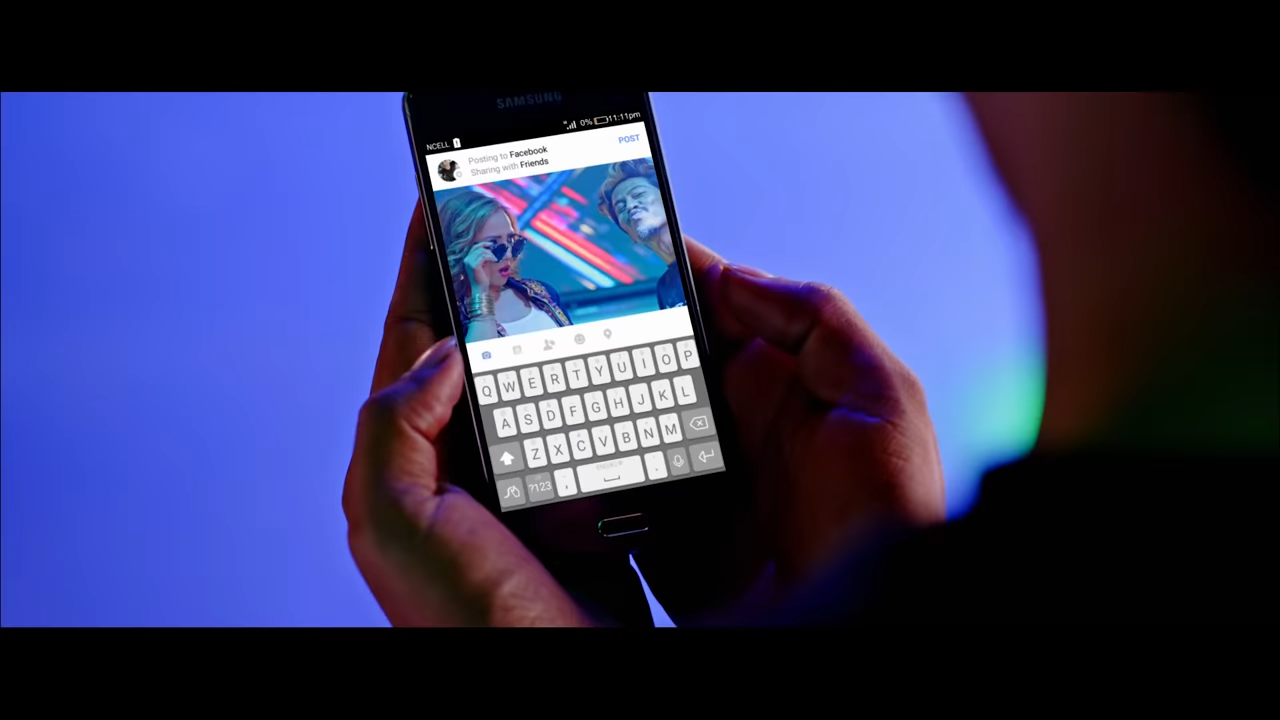 SAMSUNG
NCELL 0% 11:11pm
Posting to Facebook POST
Sharing with Friends
Q W E R T Y U I O P
A S D F G H J K L
Z X C V B N M
?123 , .